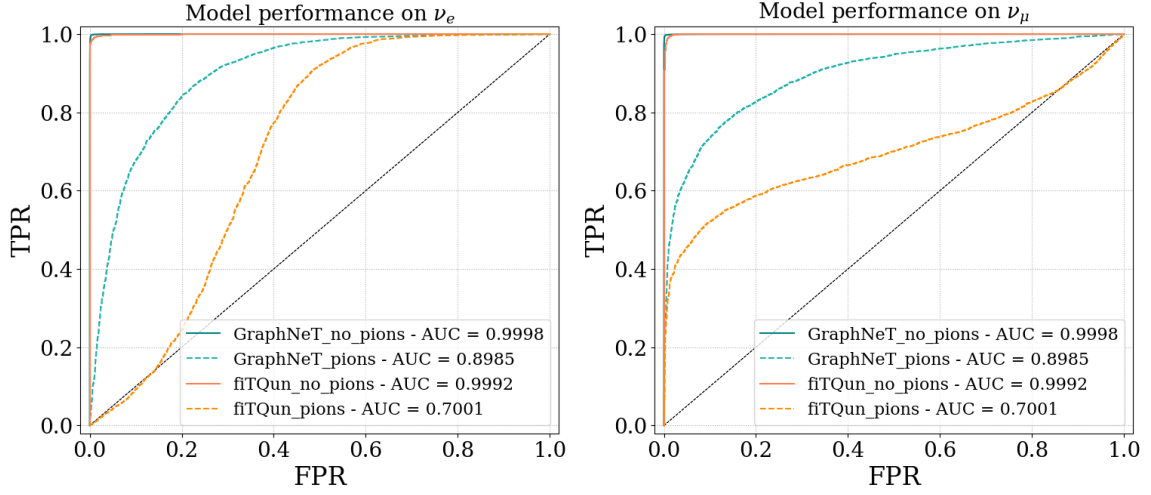 Model performance on νe
1.0
0.8
0.6
0.4
0.2
0.0
TPR
GraphNeT_no_pions - AUC = 0.9998
GraphNeT_pions - AUC = 0.8985
fiTQun_no_pions - AUC = 0.9992
fiTQun_pions - AUC = 0.7001
0.0 0.2 0.4 0.6 0.8 1.0
FPR
Model performance on νμ
1.0
0.8
0.6
0.4
0.2
0.0
TPR
GraphNeT_no_pions - AUC = 0.9998
GraphNeT_pions - AUC = 0.8985
fiTQun_no_pions - AUC = 0.9992
fiTQun_pions - AUC = 0.7001
0.0 0.2 0.4 0.6 0.8 1.0
FPR